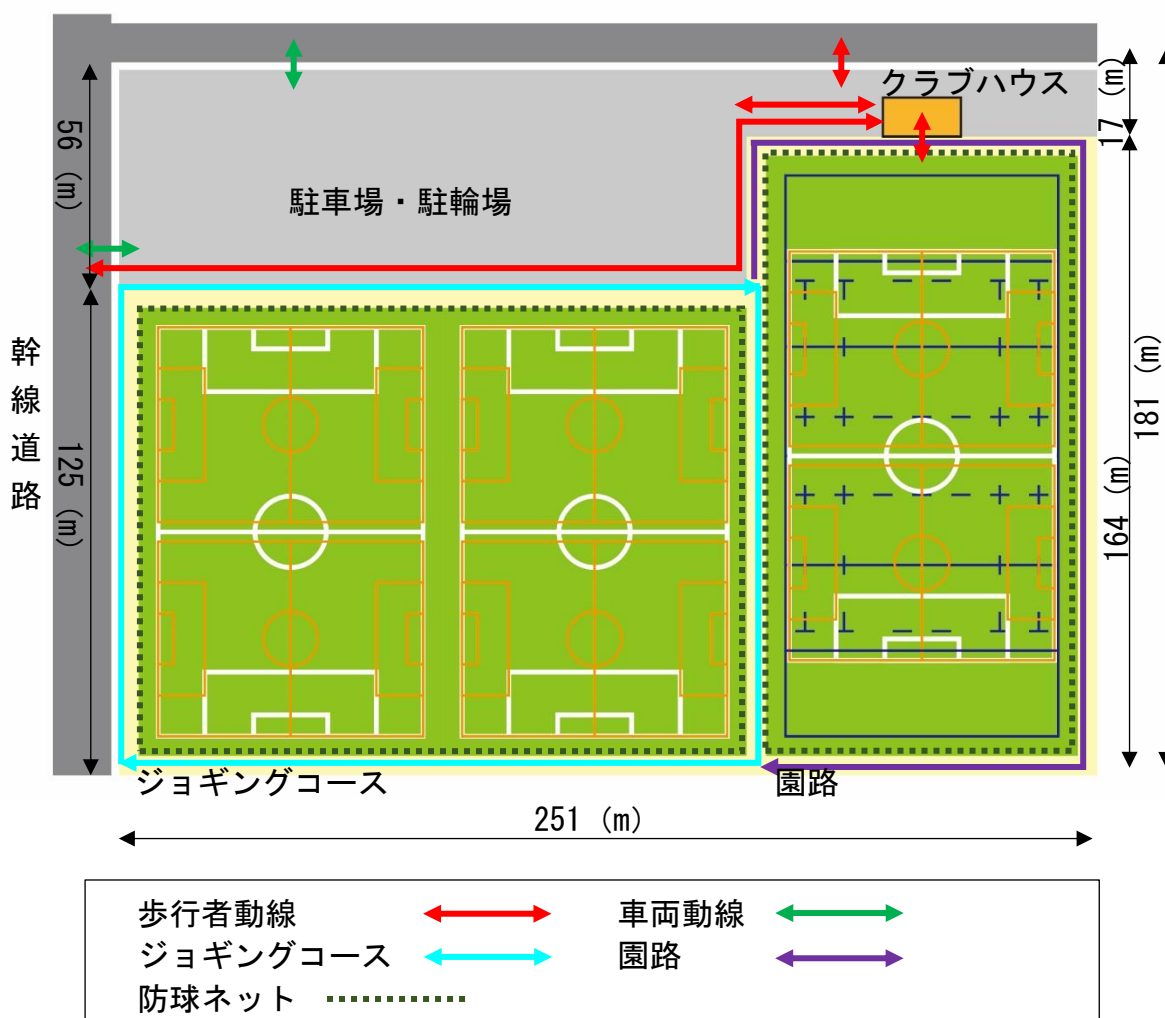 クラブハウス
17 (m)
56 (m)
駐車場・駐輪場
幹線道路
125 (m)
181 (m)
164 (m)
ジョギングコース
園路
251 (m)
歩行者動線
車両動線
ジョギングコース
園路
防球ネット